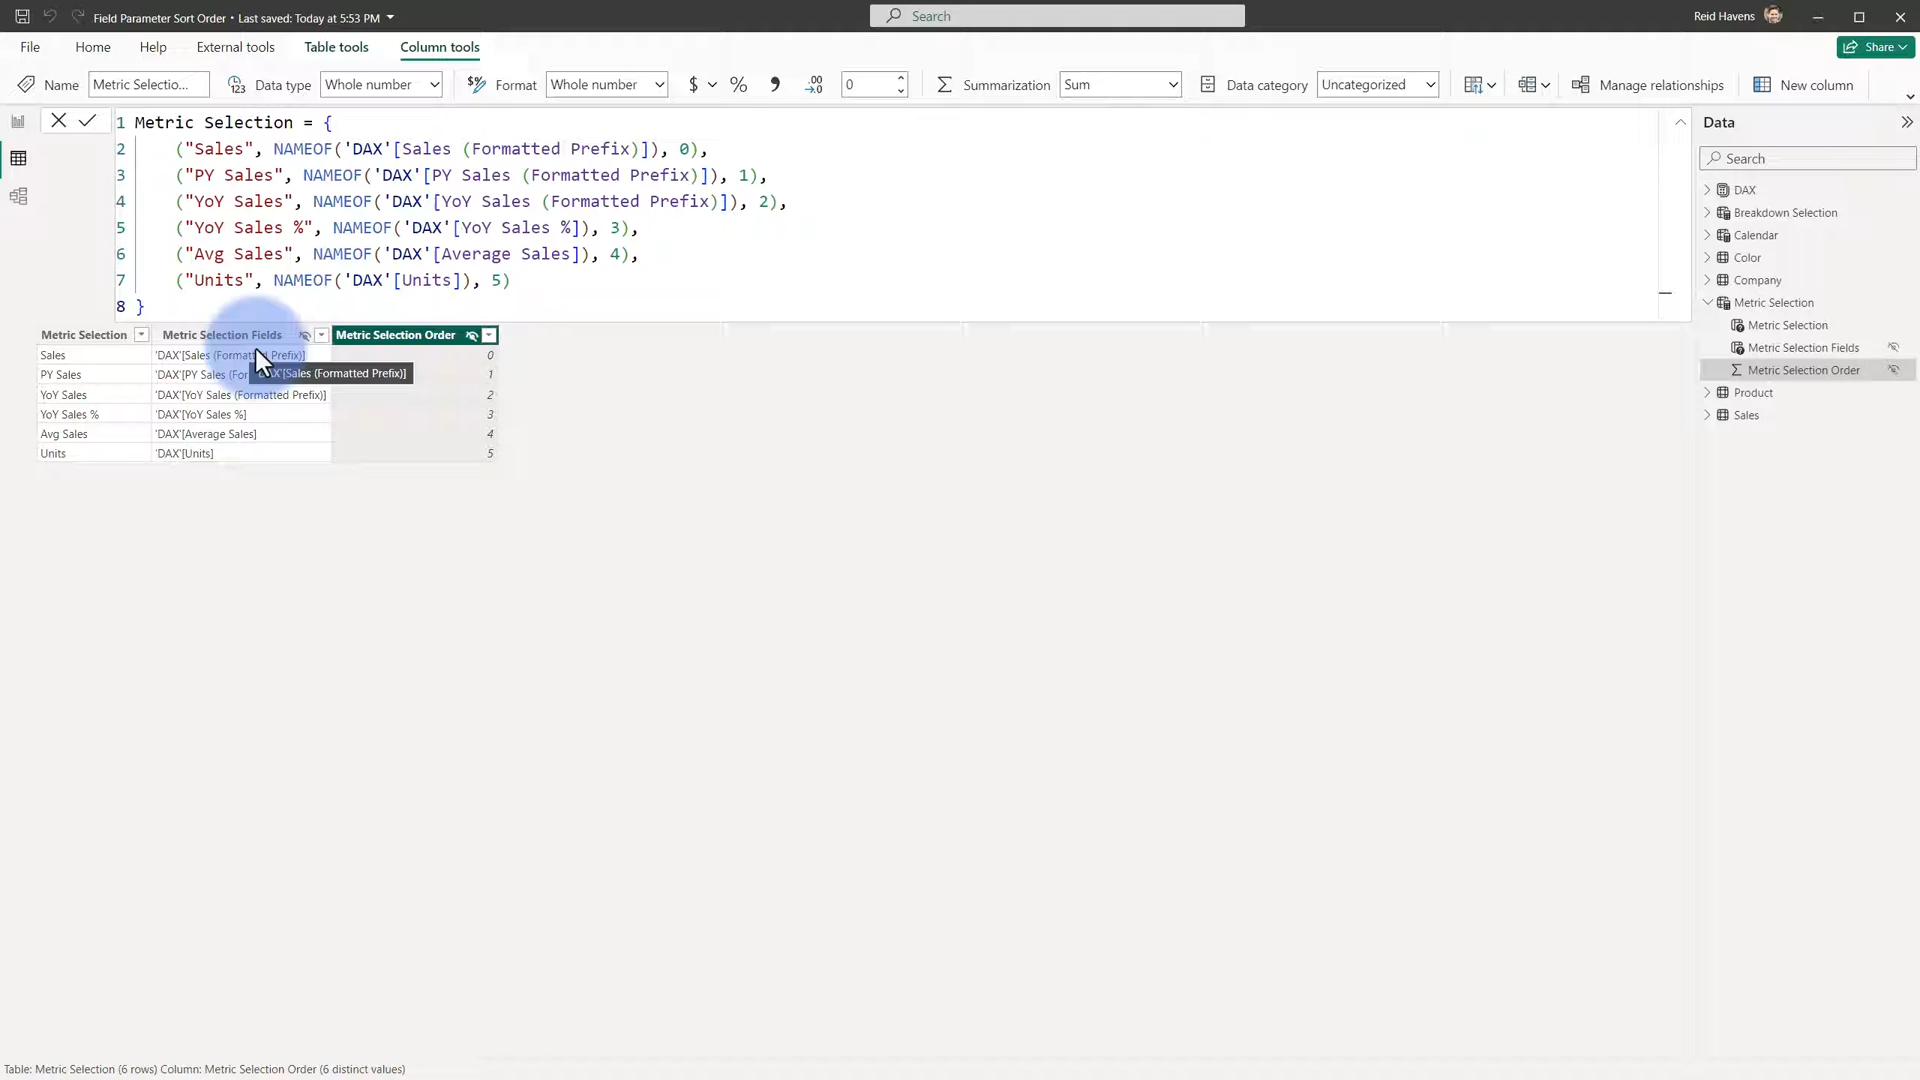 Field Parameter Sort Order • Last saved: Today at 5:53 PM
Search
Reid Havens
File
Home
Help
External tools
Table tools
Column tools
Share
Name
Metric Selectio...
Data type
Whole number
Format
Whole number
$
%
0
Summarization
Sum
Data category
Uncategorized
Manage relationships
New column
1 Metric Selection = {
2 ("Sales", NAMEOF('DAX'[Sales (Formatted Prefix)]), 0),
3 ("PY Sales", NAMEOF('DAX'[PY Sales (Formatted Prefix)]), 1),
4 ("YoY Sales", NAMEOF('DAX'[YoY Sales (Formatted Prefix)]), 2),
5 ("YoY Sales %", NAMEOF('DAX'[YoY Sales %]), 3),
6 ("Avg Sales", NAMEOF('DAX'[Average Sales]), 4),
7 ("Units", NAMEOF('DAX'[Units]), 5)
8 }
Metric Selection Metric Selection Fields Metric Selection Order
Sales 'DAX'[Sales (Formatted Prefix)] 0
PY Sales 'DAX'[PY Sales (For 1
'DAX'[Sales (Formatted Prefix)]
YoY Sales 'DAX'[YoY Sales (Formatted Prefix)] 2
YoY Sales % 'DAX'[YoY Sales %] 3
Avg Sales 'DAX'[Average Sales] 4
Units 'DAX'[Units] 5
Data
Search
DAX
Breakdown Selection
Calendar
Color
Company
Metric Selection
Metric Selection
Metric Selection Fields
Metric Selection Order
Product
Sales
Table: Metric Selection (6 rows) Column: Metric Selection Order (6 distinct values)